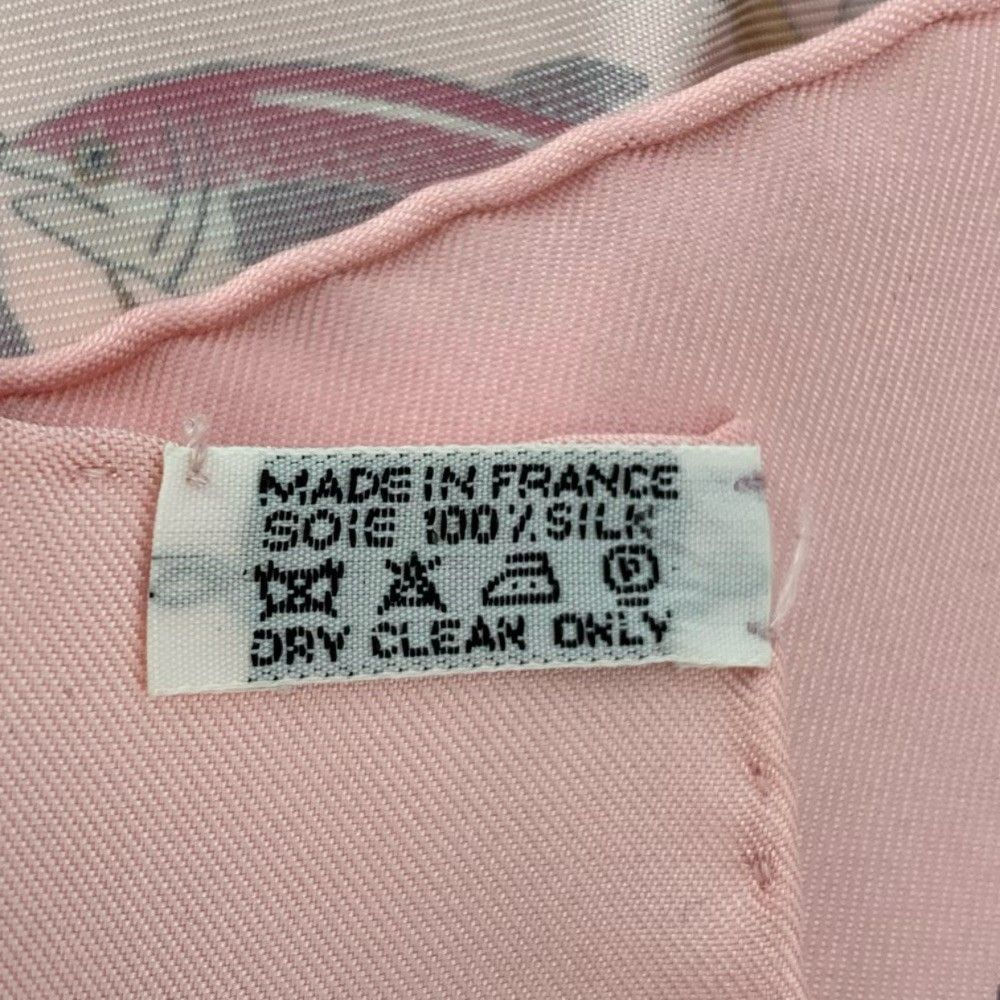 MADE IN FRANCE
SOIE 100% SILK
P
DRY CLEAN ONLY